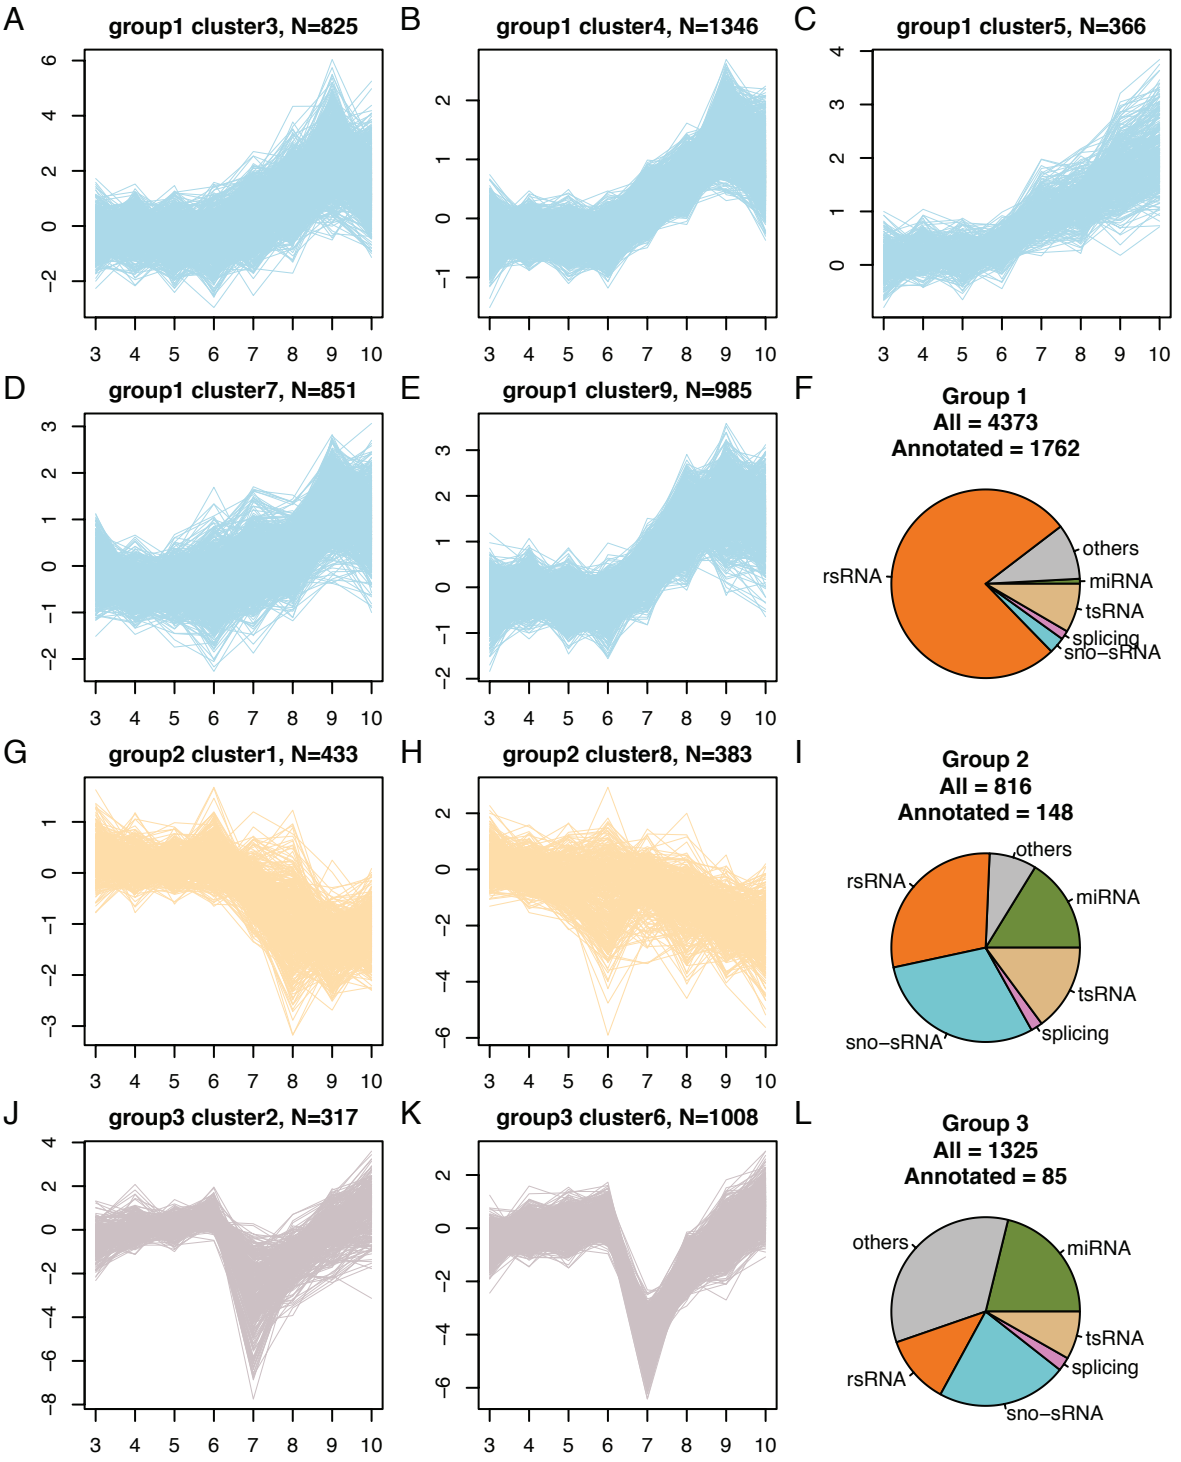 A
group1 cluster3, N=825
6
4
2
0
−2
3 4 5 6 7 8 9 10
B
group1 cluster4, N=1346
2
1
0
−1
3 4 5 6 7 8 9 10
C
group1 cluster5, N=366
4
3
2
1
0
3 4 5 6 7 8 9 10
D
group1 cluster7, N=851
3
2
1
0
−1
−2
3 4 5 6 7 8 9 10
E
group1 cluster9, N=985
3
2
1
0
−1
−2
3 4 5 6 7 8 9 10
F
Group 1
All = 4373
Annotated = 1762
others
rsRNA
miRNA
tsRNA
splicing
sno−sRNA
G
group2 cluster1, N=433
1
0
−1
−2
−3
3 4 5 6 7 8 9 10
H
group2 cluster8, N=383
2
0
−2
−4
−6
3 4 5 6 7 8 9 10
I
Group 2
All = 816
Annotated = 148
others
rsRNA
miRNA
tsRNA
splicing
sno−sRNA
J
group3 cluster2, N=317
4
2
0
−2
−4
−6
−8
3 4 5 6 7 8 9 10
K
group3 cluster6, N=1008
2
0
−2
−4
−6
3 4 5 6 7 8 9 10
L
Group 3
All = 1325
Annotated = 85
others
miRNA
tsRNA
splicing
rsRNA
sno−sRNA